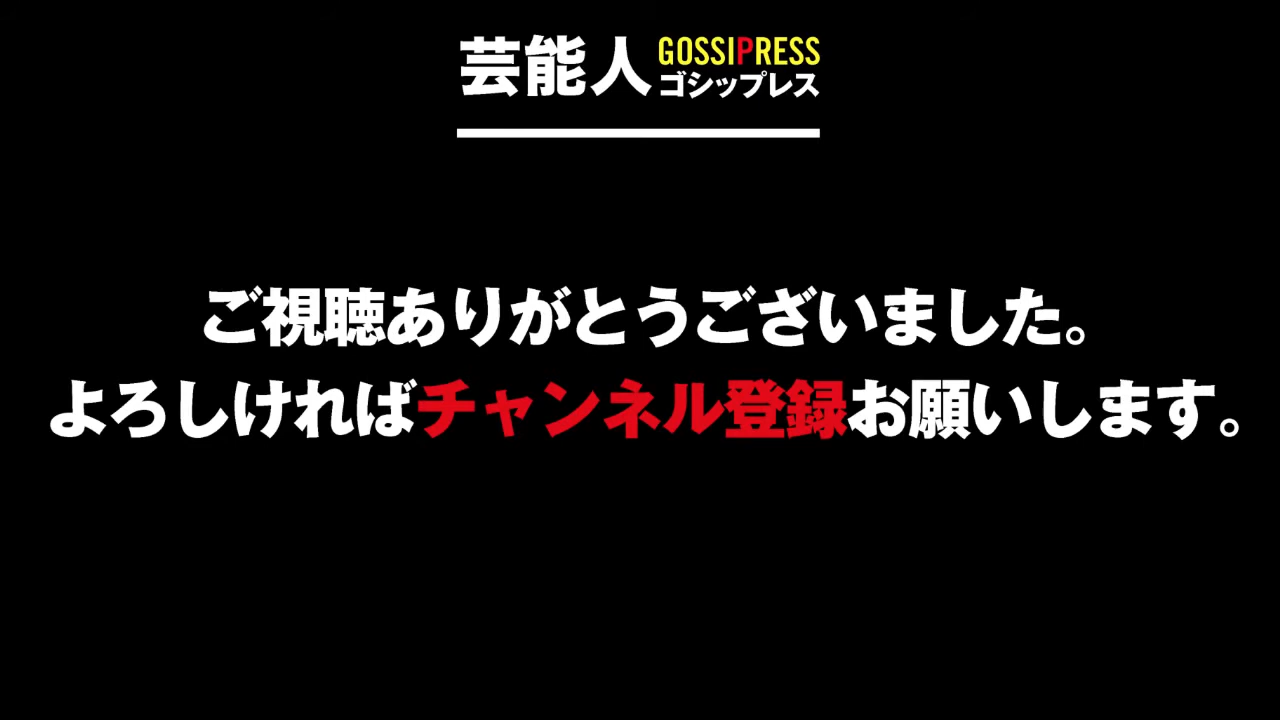 芸能人 GOSSIPRESS
ゴシップレス
ご視聴ありがとうございました。
よろしければチャンネル登録お願いします。